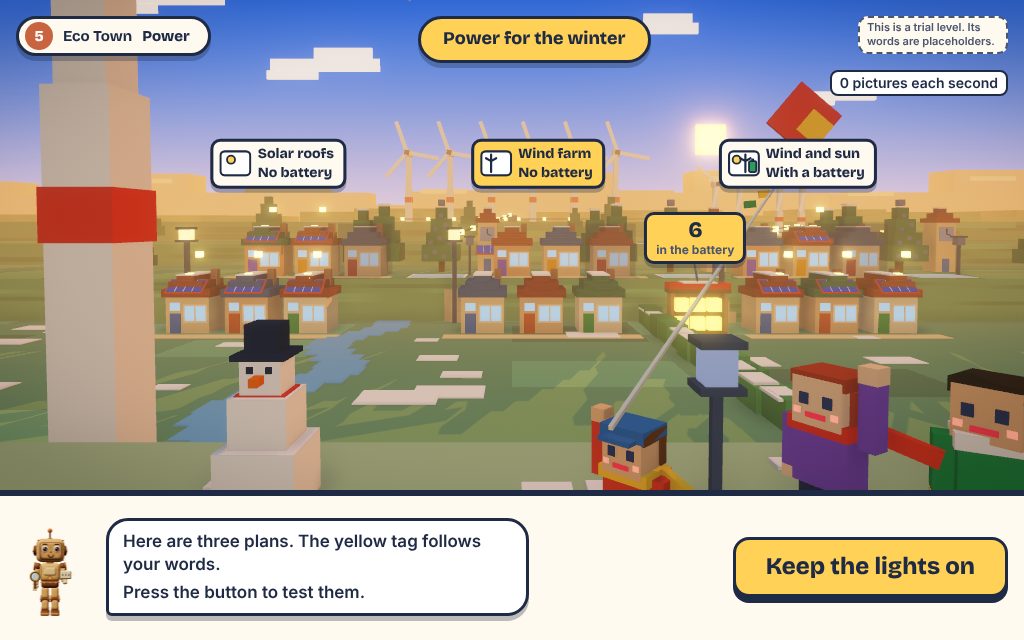 5 Eco Town Power
Power for the winter
This is a trial level. Its
words are placeholders.
0 pictures each second
Solar roofs
No battery
Wind farm
No battery
Wind and sun
With a battery
6
in the battery
Here are three plans. The yellow tag follows
your words.
Press the button to test them.
Keep the lights on